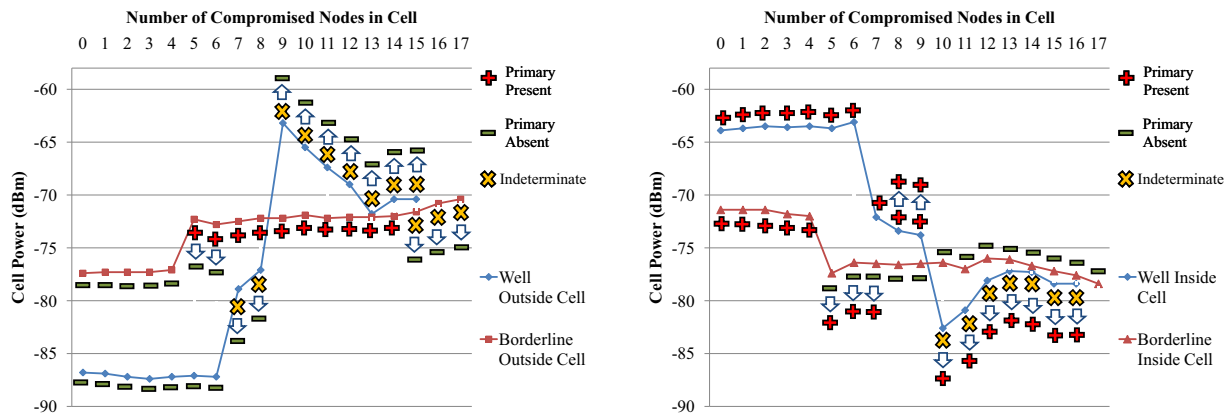 Number of Compromised Nodes in Cell
0 1 2 3 4 5 6 7 8 9 10 11 12 13 14 15 16 17
Cell Power (dBm)
-60
-65
-70
-75
-80
-85
-90
Primary
Present
Primary
Absent
Indeterminate
Well
Outside Cell
Borderline
Outside Cell
Number of Compromised Nodes in Cell
0 1 2 3 4 5 6 7 8 9 10 11 12 13 14 15 16 17
Cell Power (dBm)
-60
-65
-70
-75
-80
-85
-90
Primary
Present
Primary
Absent
Indeterminate
Well Inside
Cell
Borderline
Inside Cell